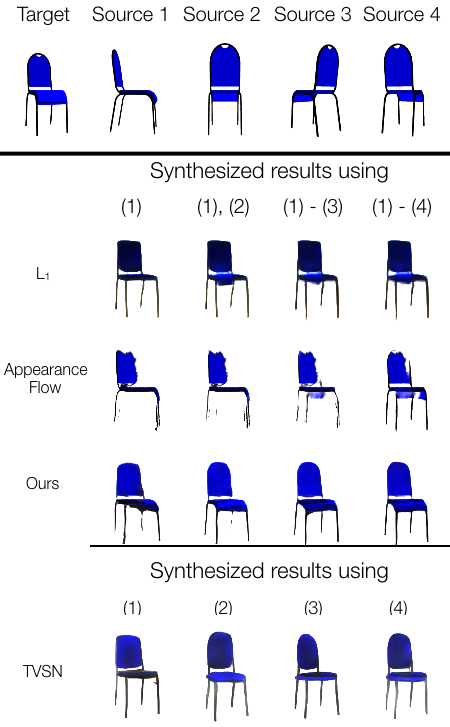 Target Source 1 Source 2 Source 3 Source 4
Synthesized results using
(1) (1), (2) (1) - (3) (1) - (4)
L₁
Appearance
Flow
Ours
Synthesized results using
(1) (2) (3) (4)
TVSN